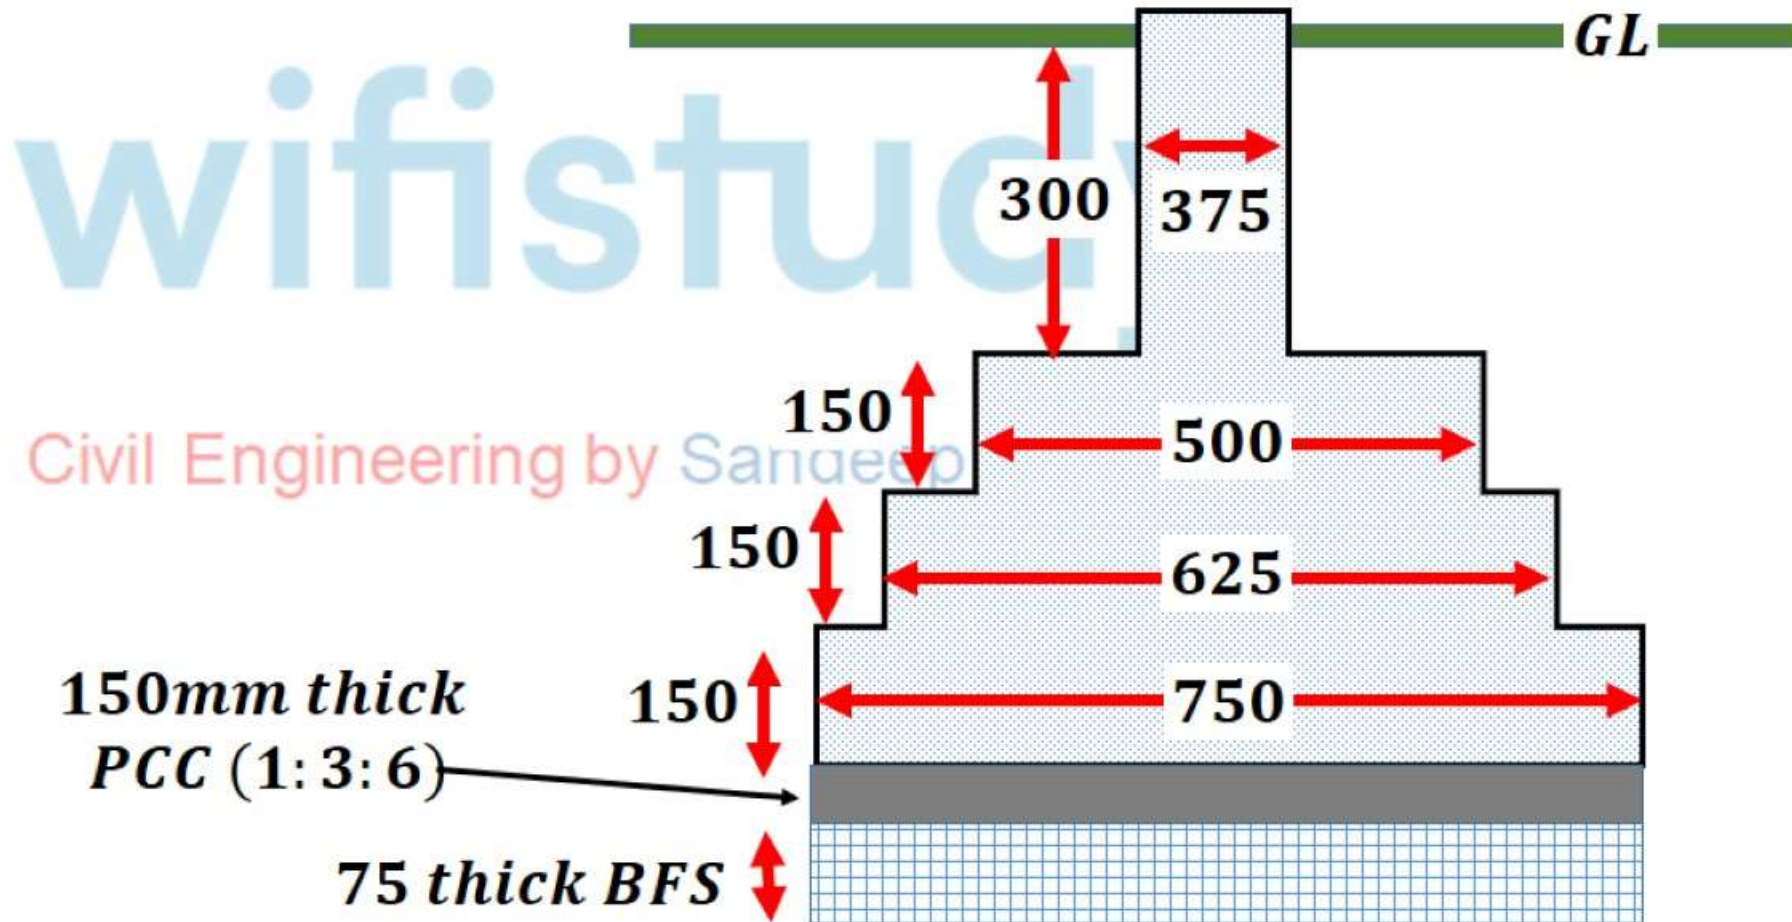 GL
wifistudy
300
375
150
500
Civil Engineering by Sandeep
150
625
150mm thick
PCC (1: 3: 6)
150
750
75 thick BFS